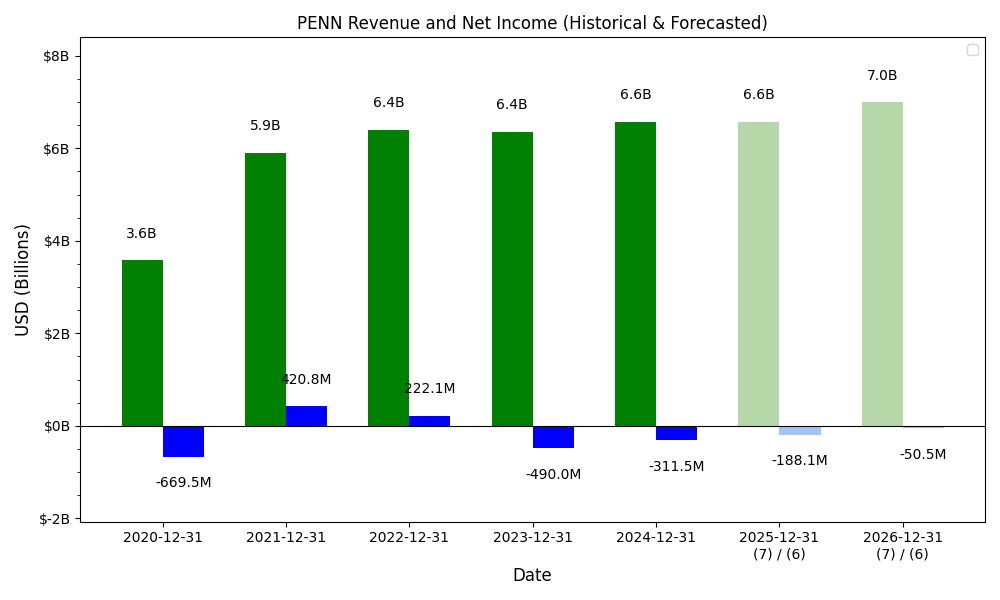 PENN Revenue and Net Income (Historical & Forecasted)
USD (Billions)
$8B
$6B
$4B
$2B
$0B
$-2B
3.6B
5.9B
6.4B
6.4B
6.6B
6.6B
7.0B
-669.5M
420.8M
222.1M
-490.0M
-311.5M
-188.1M
-50.5M
2020-12-31
2021-12-31
2022-12-31
2023-12-31
2024-12-31
2025-12-31
(7) / (6)
2026-12-31
(7) / (6)
Date